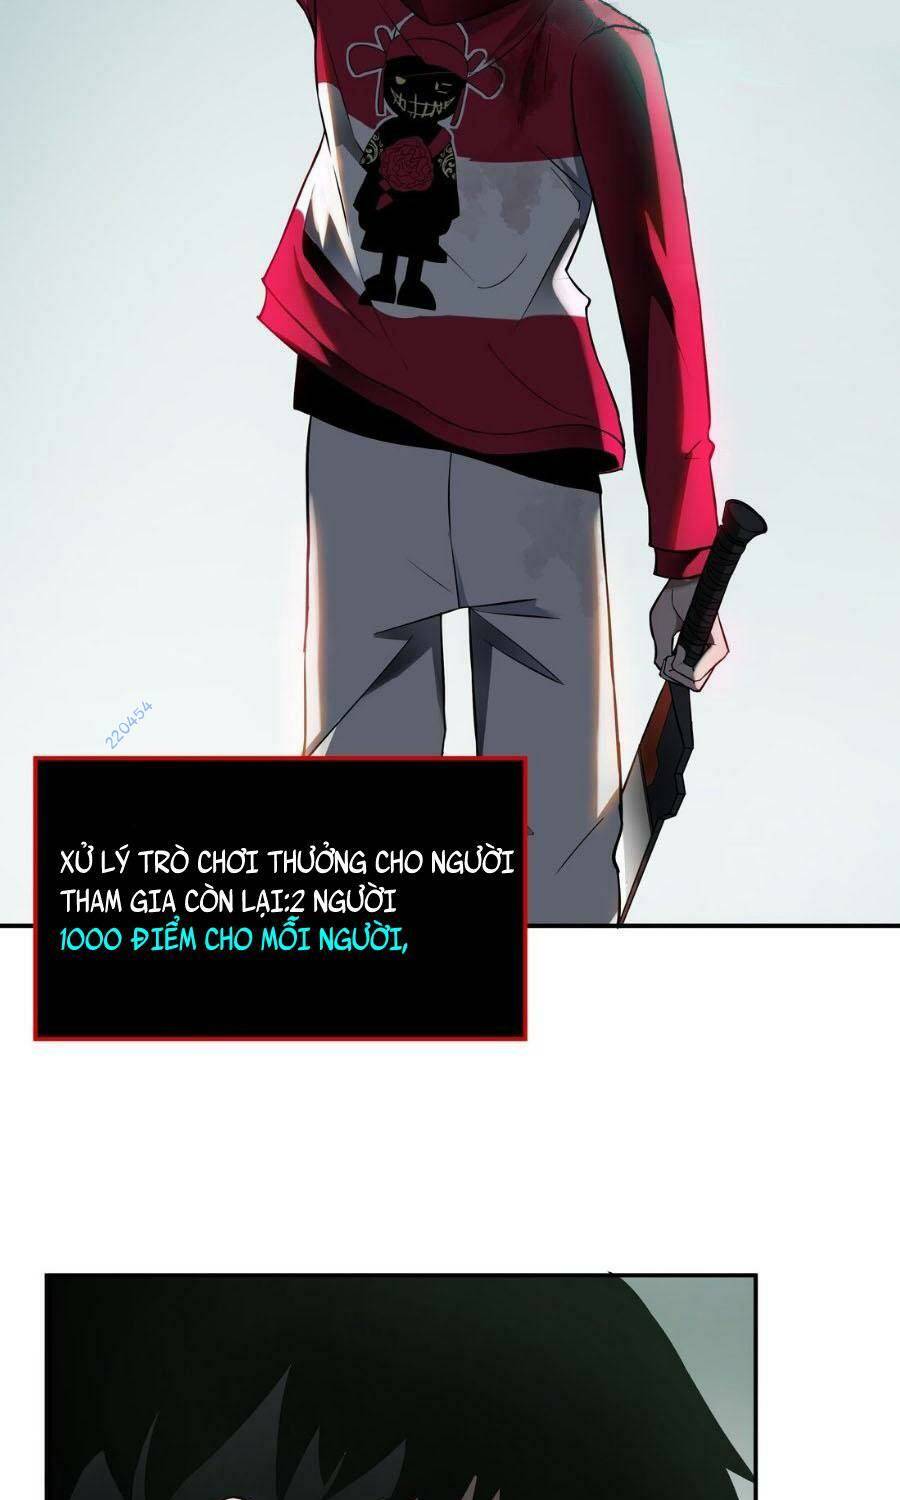 220454
XỬ LÝ TRÒ CHƠI THƯỞNG CHO NGƯỜI
THAM GIA CÒN LẠI:2 NGƯỜI
1000 ĐIỂM CHO MỖI NGƯỜI,